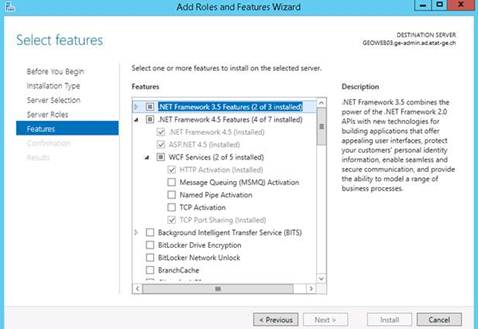 Add Roles and Features Wizard
Select features
DESTINATION SERVER
GEOWEB03.ge-admin.ad.etat-ge.ch
Before You Begin
Installation Type
Server Selection
Server Roles
Features
Confirmation
Results
Select one or more features to install on the selected server.
Features
.NET Framework 3.5 Features (2 of 3 installed)
.NET Framework 4.5 Features (4 of 7 installed)
.NET Framework 4.5 (Installed)
ASP.NET 4.5 (Installed)
WCF Services (2 of 5 installed)
HTTP Activation (Installed)
Message Queuing (MSMQ) Activation
Named Pipe Activation
TCP Activation
TCP Port Sharing (Installed)
Background Intelligent Transfer Service (BITS)
BitLocker Drive Encryption
BitLocker Network Unlock
BranchCache
Description
.NET Framework 3.5 combines
the power of the .NET Framework 2.0
APIs with new technologies for
building applications that offer
appealing user interfaces, protect
your customers' personal identity
information, enable seamless and
secure communication, and provide
the ability to model a range of
business processes.
< Previous
Next >
Install
Cancel